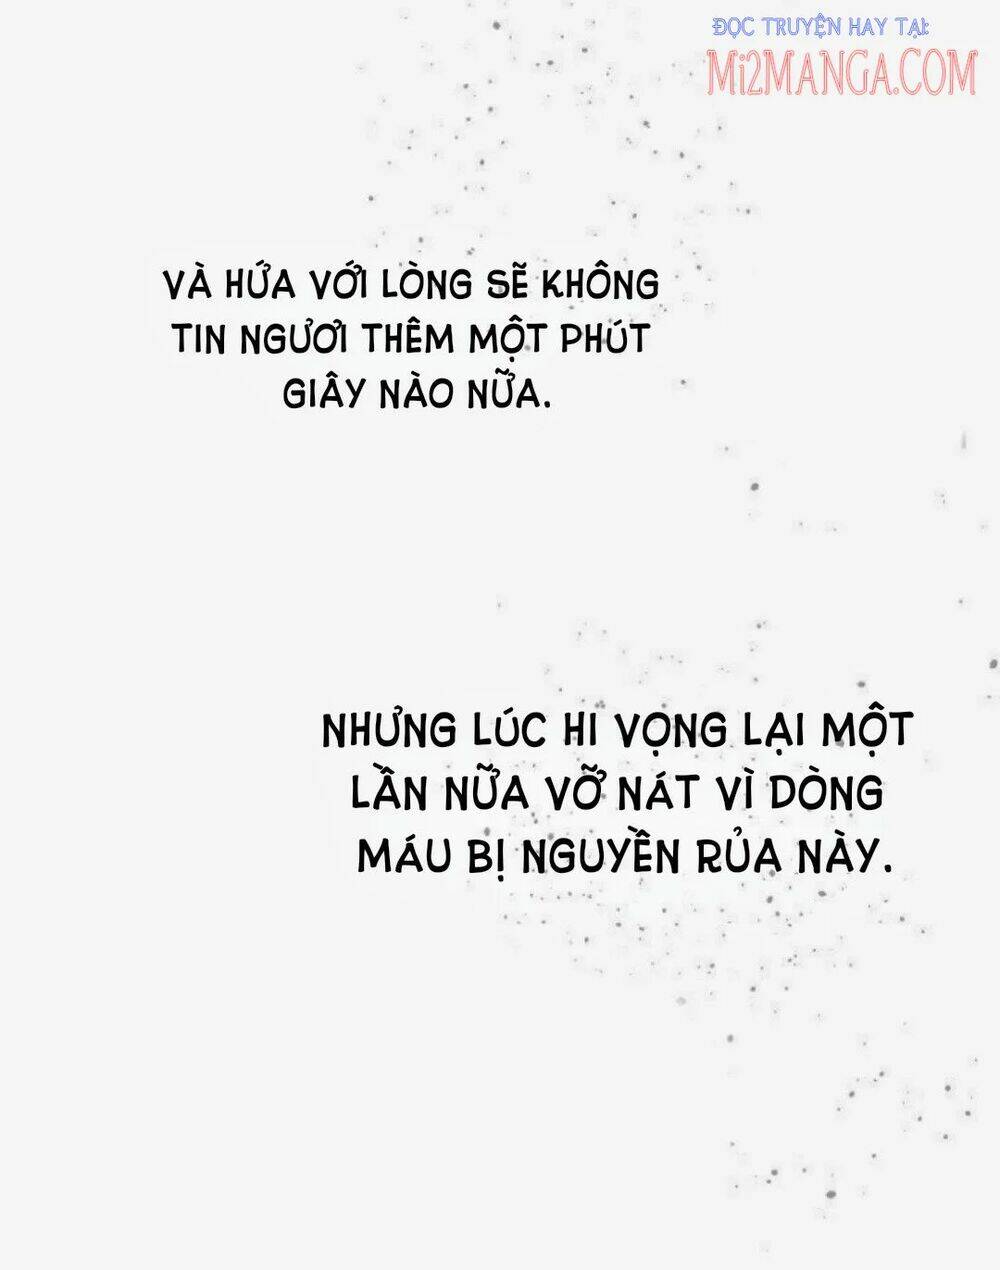 ĐỌC TRUYỆN HAY TẠI:
Mi2MANGA.COM
VÀ HỨA VỚI LÒNG SẼ KHÔNG
TIN NGƯƠI THÊM MỘT PHÚT
GIÂY NÀO NỮA.
NHƯNG LÚC HI VỌNG LẠI MỘT
LẦN NỮA VỠ NÁT VÌ DÒNG
MÁU BỊ NGUYỀN RỦA NÀY.